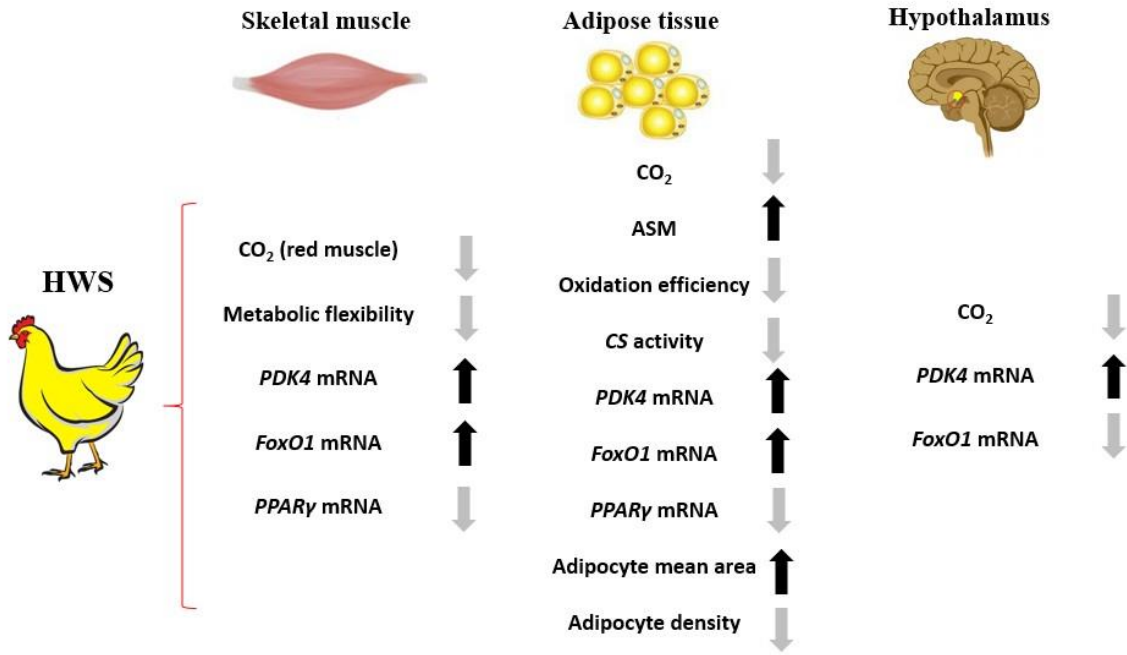 Skeletal muscle
Adipose tissue
Hypothalamus
HWS
CO₂ (red muscle)
Metabolic flexibility
PDK4 mRNA
FoxO1 mRNA
PPARγ mRNA
CO₂
ASM
Oxidation efficiency
CS activity
PDK4 mRNA
FoxO1 mRNA
PPARγ mRNA
Adipocyte mean area
Adipocyte density
CO₂
PDK4 mRNA
FoxO1 mRNA